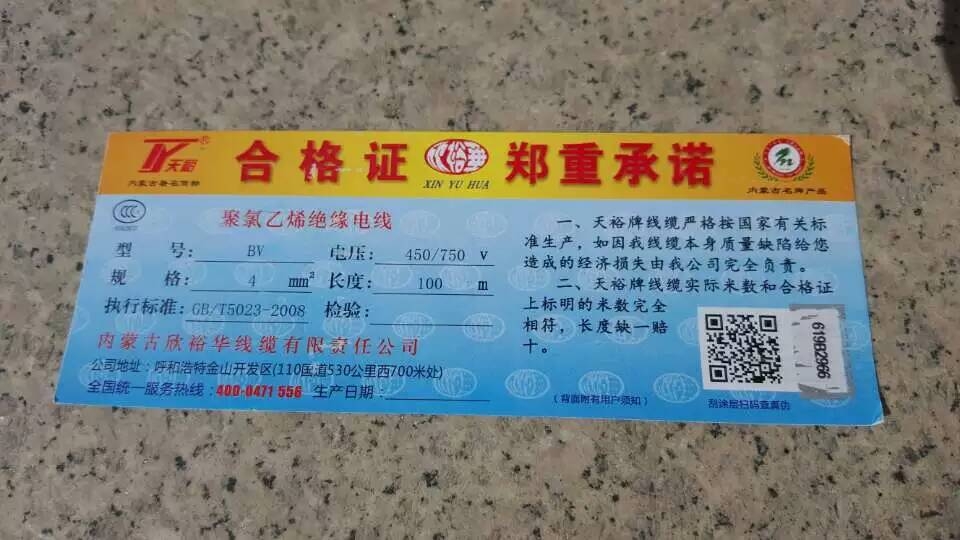 TY天裕®
内蒙古著名商标
合格证
欣裕华
XIN YU HUA
郑重承诺
内蒙古名牌产品
CCC
聚氯乙烯绝缘电线
型 号: BV 电压: 450/750 V
规 格: 4 mm² 长度: 100 m
执行标准: GB/T5023-2008 检验:
内蒙古欣裕华线缆有限责任公司
公司地址: 呼和浩特金山开发区(110国道530公里西700米处)
全国统一服务热线: 400-0471 556 生产日期:
一、天裕牌线缆严格按国家有关标
准生产,如因我线缆本身质量缺陷给您
造成的经济损失由我公司完全负责。
二、天裕牌线缆实际米数和合格证
上标明的米数完全
相符,长度缺一赔
十。
(背面附有用户须知)
刮涂层扫码查真伪